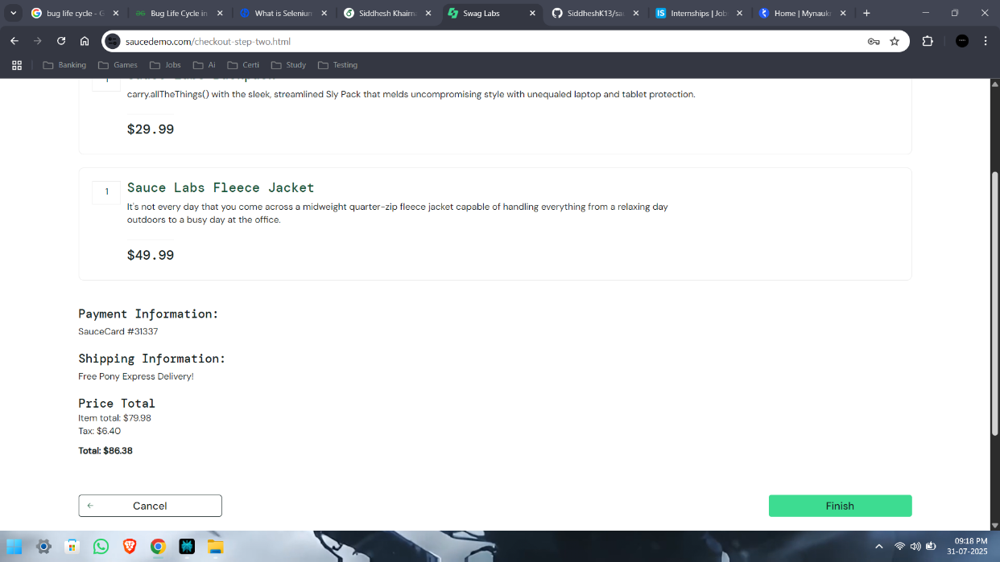 bug life cycle - G
Bug Life Cycle in
What is Selenium
Siddhesh Khairna
Swag Labs
SiddheshK13/sau
Internships | Job
Home | Mynauk
saucedemo.com/checkout-step-two.html
Banking
Games
Jobs
Ai
Certi
Study
Testing
1
Sauce Labs Backpack
carry.allTheThings() with the sleek, streamlined Sly Pack that melds uncompromising style with unequaled laptop and tablet protection.
$29.99
1
Sauce Labs Fleece Jacket
It's not every day that you come across a midweight quarter-zip fleece jacket capable of handling everything from a relaxing day
outdoors to a busy day at the office.
$49.99
Payment Information:
SauceCard #31337
Shipping Information:
Free Pony Express Delivery!
Price Total
Item total: $79.98
Tax: $6.40
Total: $86.38
Cancel
Finish
09:18 PM
31-07-2025